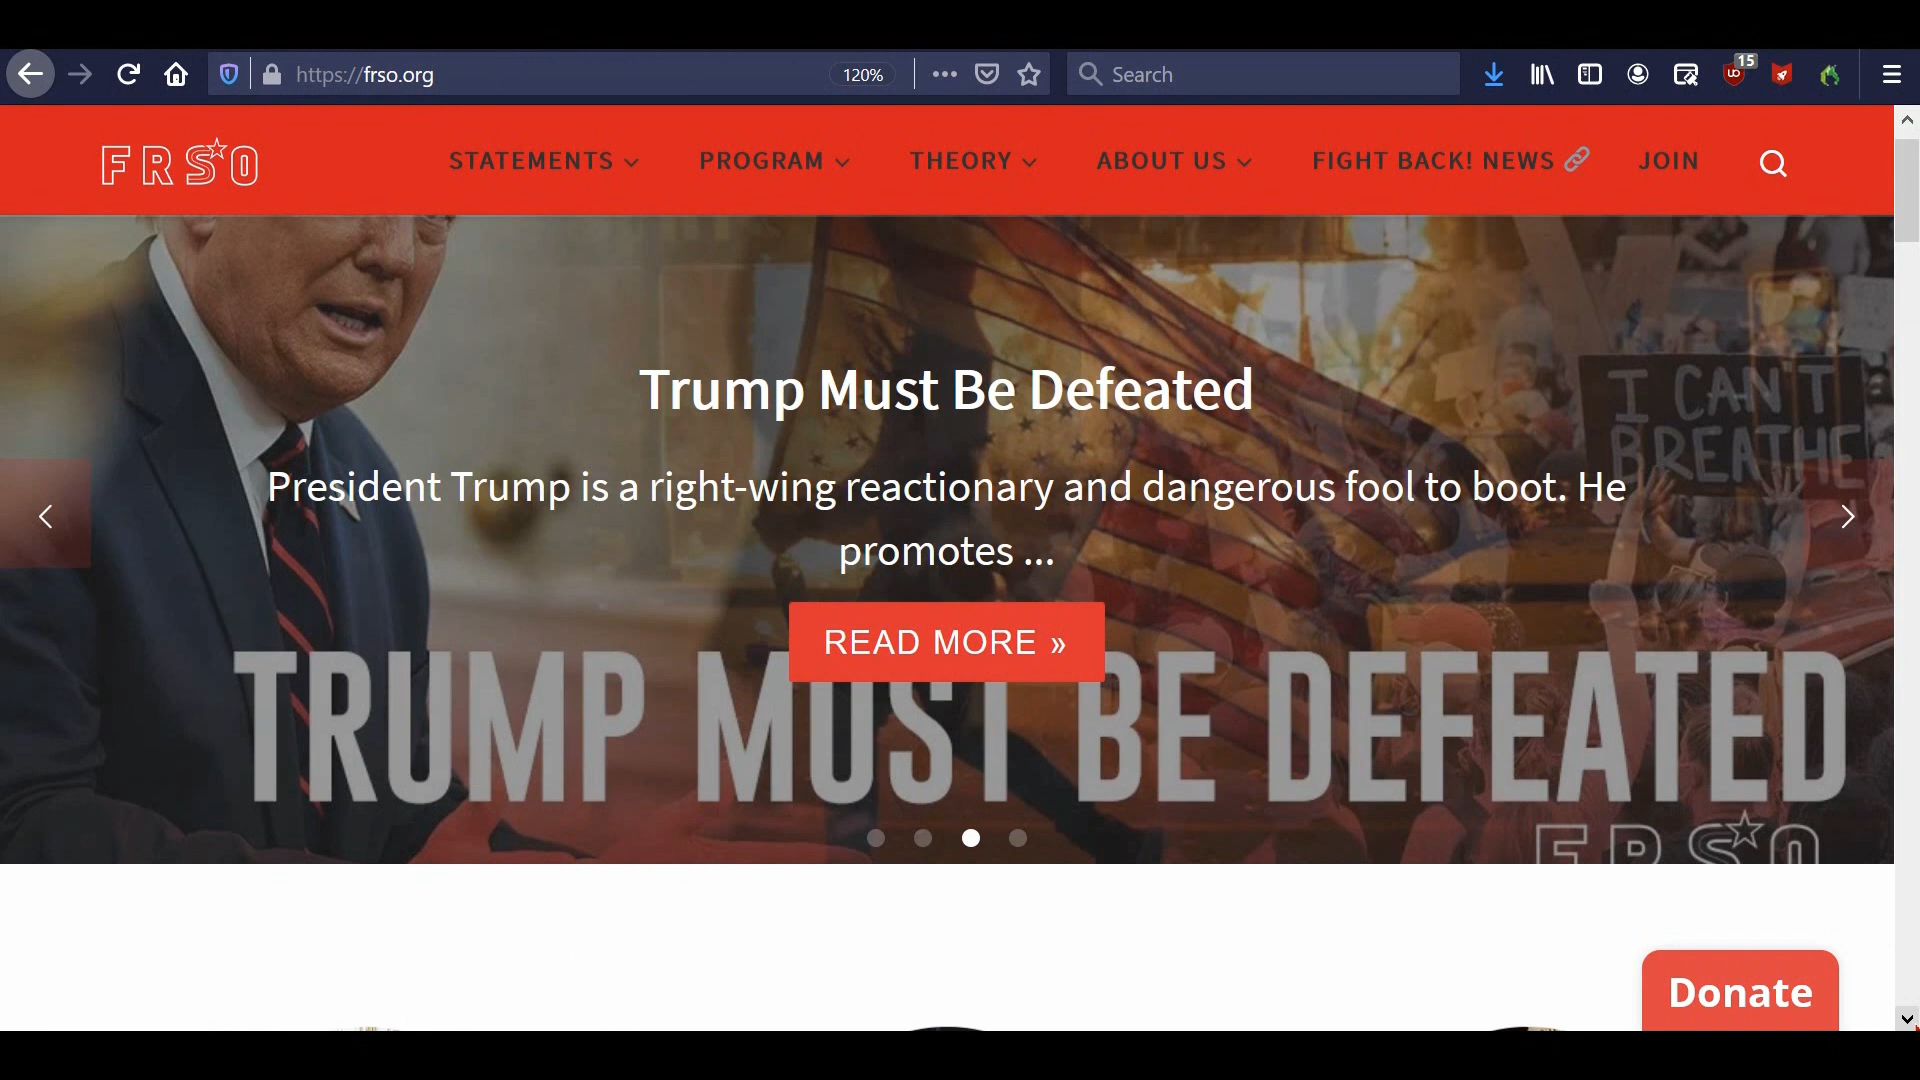 https://frso.org
120%
Search
15
FRSO
STATEMENTS
PROGRAM
THEORY
ABOUT US
FIGHT BACK! NEWS
JOIN
I CAN'T
BREATHE
Trump Must Be Defeated
President Trump is a right-wing reactionary and dangerous fool to boot. He
promotes ...
READ MORE »
TRUMP MUST BE DEFEATED
FRSO
Donate